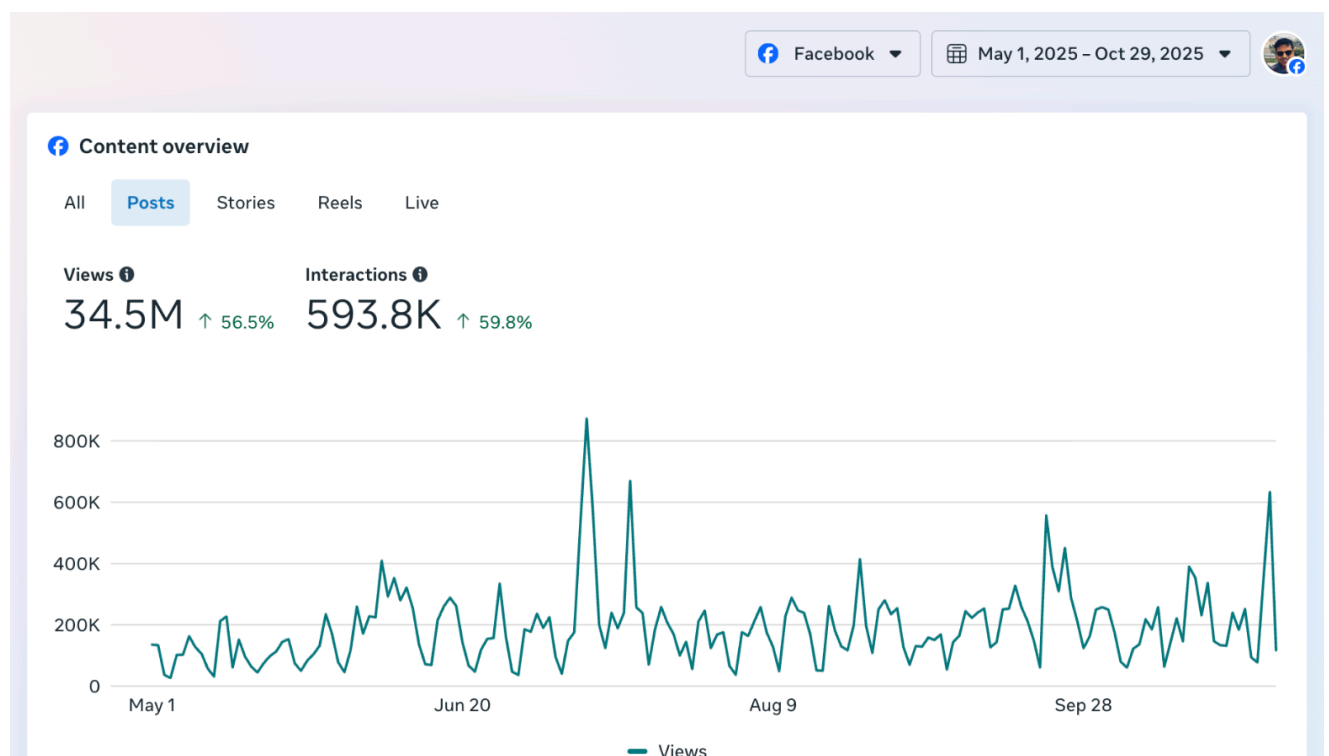 Facebook
May 1, 2025 – Oct 29, 2025
Content overview
All Posts Stories Reels Live
Views Interactions
34.5M ↑ 56.5% 593.8K ↑ 59.8%
800K
600K
400K
200K
0
May 1 Jun 20 Aug 9 Sep 28
Views